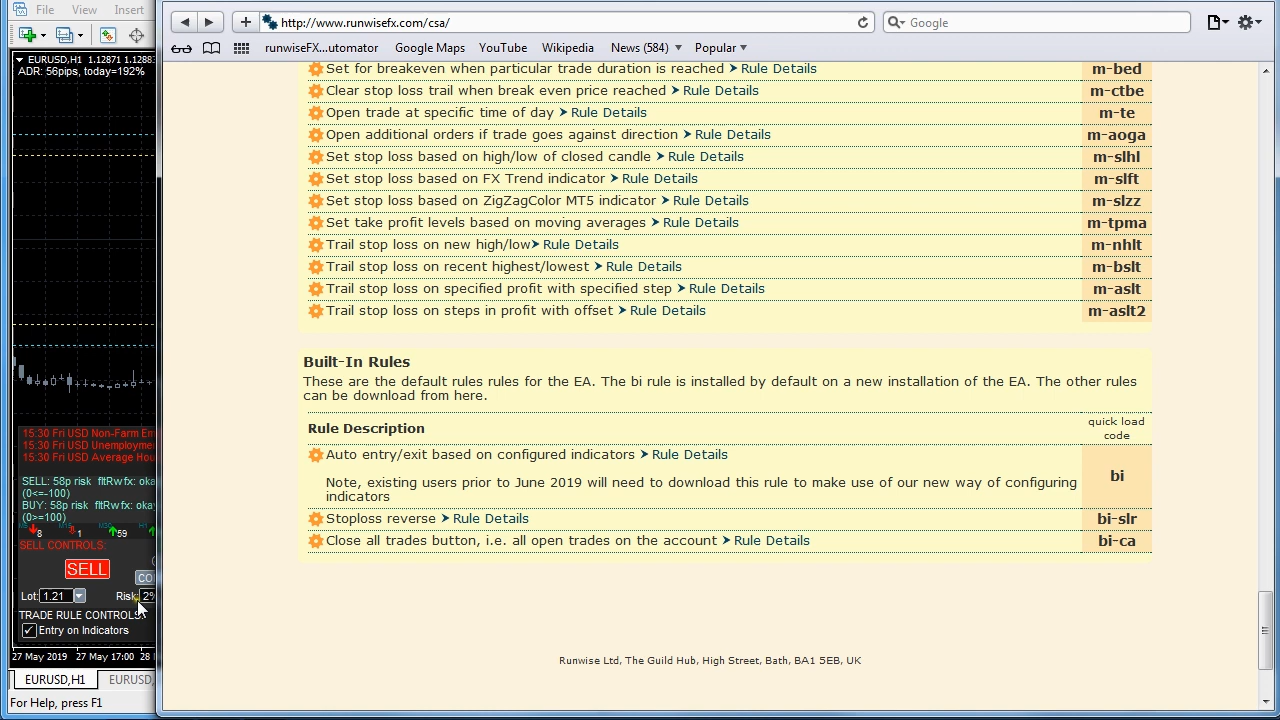 File View Insert
EURUSD,H1 1.12871 1.1288
ADR: 56pips, today=192%
15:30 Fri USD Non-Farm Em
15:30 Fri USD Unemployme
15:30 Fri USD Average Hou
SELL: 58p risk fltRwfx: oka
(0<=-100)
BUY: 58p risk fltRwfx: oka
(0>=100)
8 1 59
SELL CONTROLS:
SELL
CO
Lot: 1.21 Risk: 2%
TRADE RULE CONTROLS:
Entry on Indicators
27 May 2019 27 May 17:00 28
EURUSD,H1 EURUSD,
For Help, press F1
http://www.runwisefx.com/csa/
Google
runwiseFX...utomator Google Maps YouTube Wikipedia News (584) Popular
Set for breakeven when particular trade duration is reached Rule Details m-bed
Clear stop loss trail when break even price reached Rule Details m-ctbe
Open trade at specific time of day Rule Details m-te
Open additional orders if trade goes against direction Rule Details m-aoga
Set stop loss based on high/low of closed candle Rule Details m-slhl
Set stop loss based on FX Trend indicator Rule Details m-slft
Set stop loss based on ZigZagColor MT5 indicator Rule Details m-slzz
Set take profit levels based on moving averages Rule Details m-tpma
Trail stop loss on new high/low Rule Details m-nhlt
Trail stop loss on recent highest/lowest Rule Details m-bslt
Trail stop loss on specified profit with specified step Rule Details m-aslt
Trail stop loss on steps in profit with offset Rule Details m-aslt2
Built-In Rules
These are the default rules rules for the EA. The bi rule is installed by default on a new installation of the EA. The other rules
can be download from here.
Rule Description quick load
code
Auto entry/exit based on configured indicators Rule Details
bi
Note, existing users prior to June 2019 will need to download this rule to make use of our new way of configuring
indicators
Stoploss reverse Rule Details bi-slr
Close all trades button, i.e. all open trades on the account Rule Details bi-ca
Runwise Ltd, The Guild Hub, High Street, Bath, BA1 5EB, UK